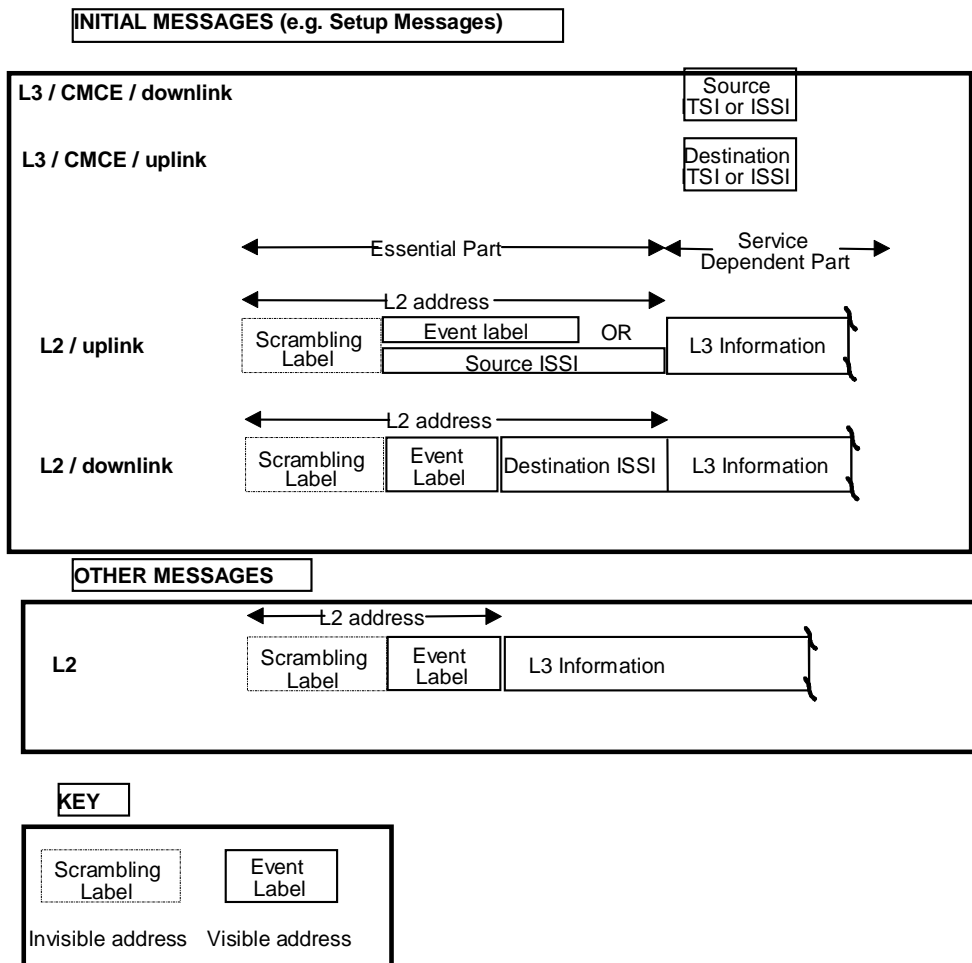 INITIAL MESSAGES (e.g. Setup Messages)
L3 / CMCE / downlink
Source
ITSI or ISSI
L3 / CMCE / uplink
Destination
ITSI or ISSI
Essential Part
Service
Dependent Part
L2 address
L2 / uplink
Scrambling
Label
Event label
OR
Source ISSI
L3 Information
L2 address
L2 / downlink
Scrambling
Label
Event
Label
Destination ISSI
L3 Information
OTHER MESSAGES
L2 address
L2
Scrambling
Label
Event
Label
L3 Information
KEY
Scrambling
Label
Event
Label
Invisible address
Visible address